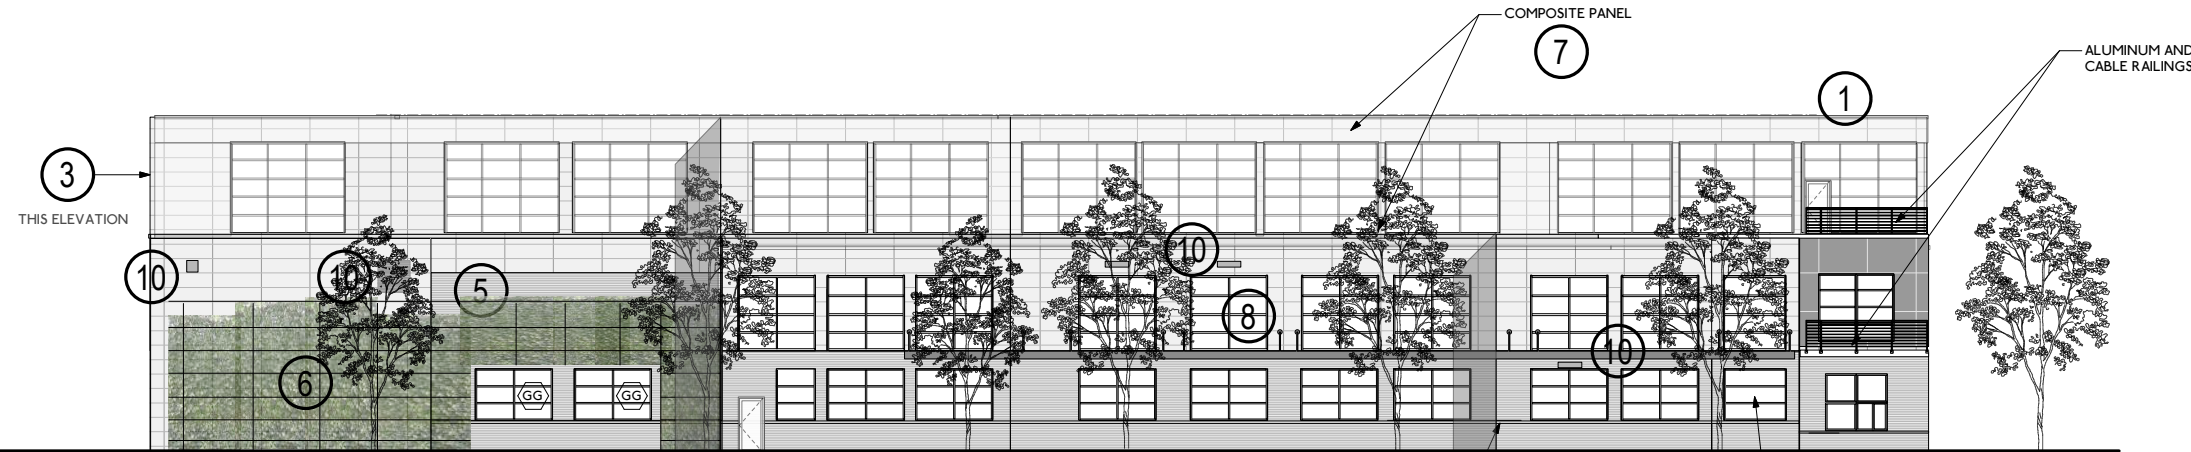 COMPOSITE PANEL
7
ALUMINUM AND
CABLE RAILINGS
1
3
THIS ELEVATION
10
10
5
10
8
10
6
GG
GG